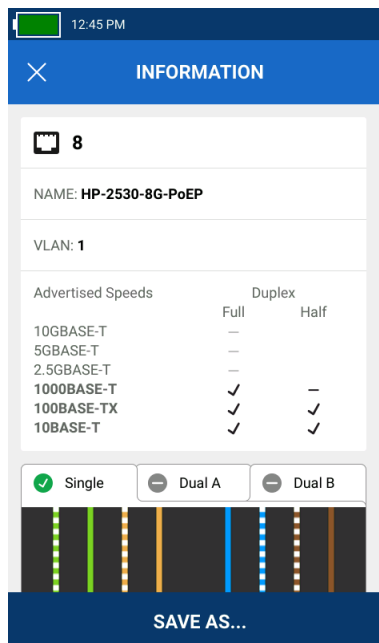 12:45 PM
INFORMATION
8
NAME: HP-2530-8G-PoEP
VLAN: 1
Advertised Speeds Duplex
Full Half
10GBASE-T —
5GBASE-T —
2.5GBASE-T —
1000BASE-T ✓ –
100BASE-TX ✓ ✓
10BASE-T ✓ ✓
Single Dual A Dual B
SAVE AS...